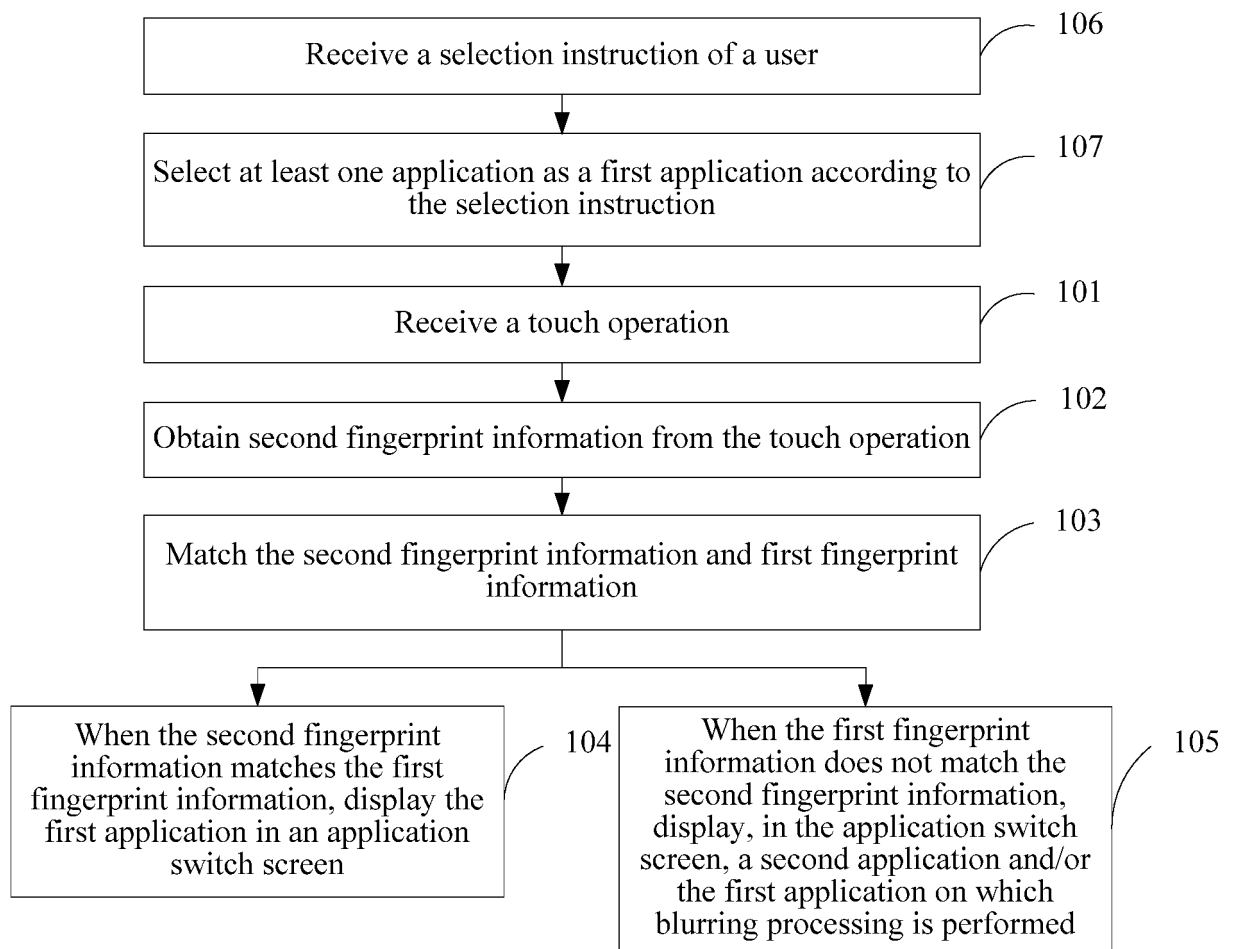 Receive a selection instruction of a user
106
Select at least one application as a first application according to
the selection instruction
107
Receive a touch operation
101
Obtain second fingerprint information from the touch operation
102
Match the second fingerprint information and first fingerprint
information
103
When the second fingerprint
information matches the first
fingerprint information, display the
first application in an application
switch screen
104
When the first fingerprint
information does not match the
second fingerprint information,
display, in the application switch
screen, a second application and/or
the first application on which
blurring processing is performed
105